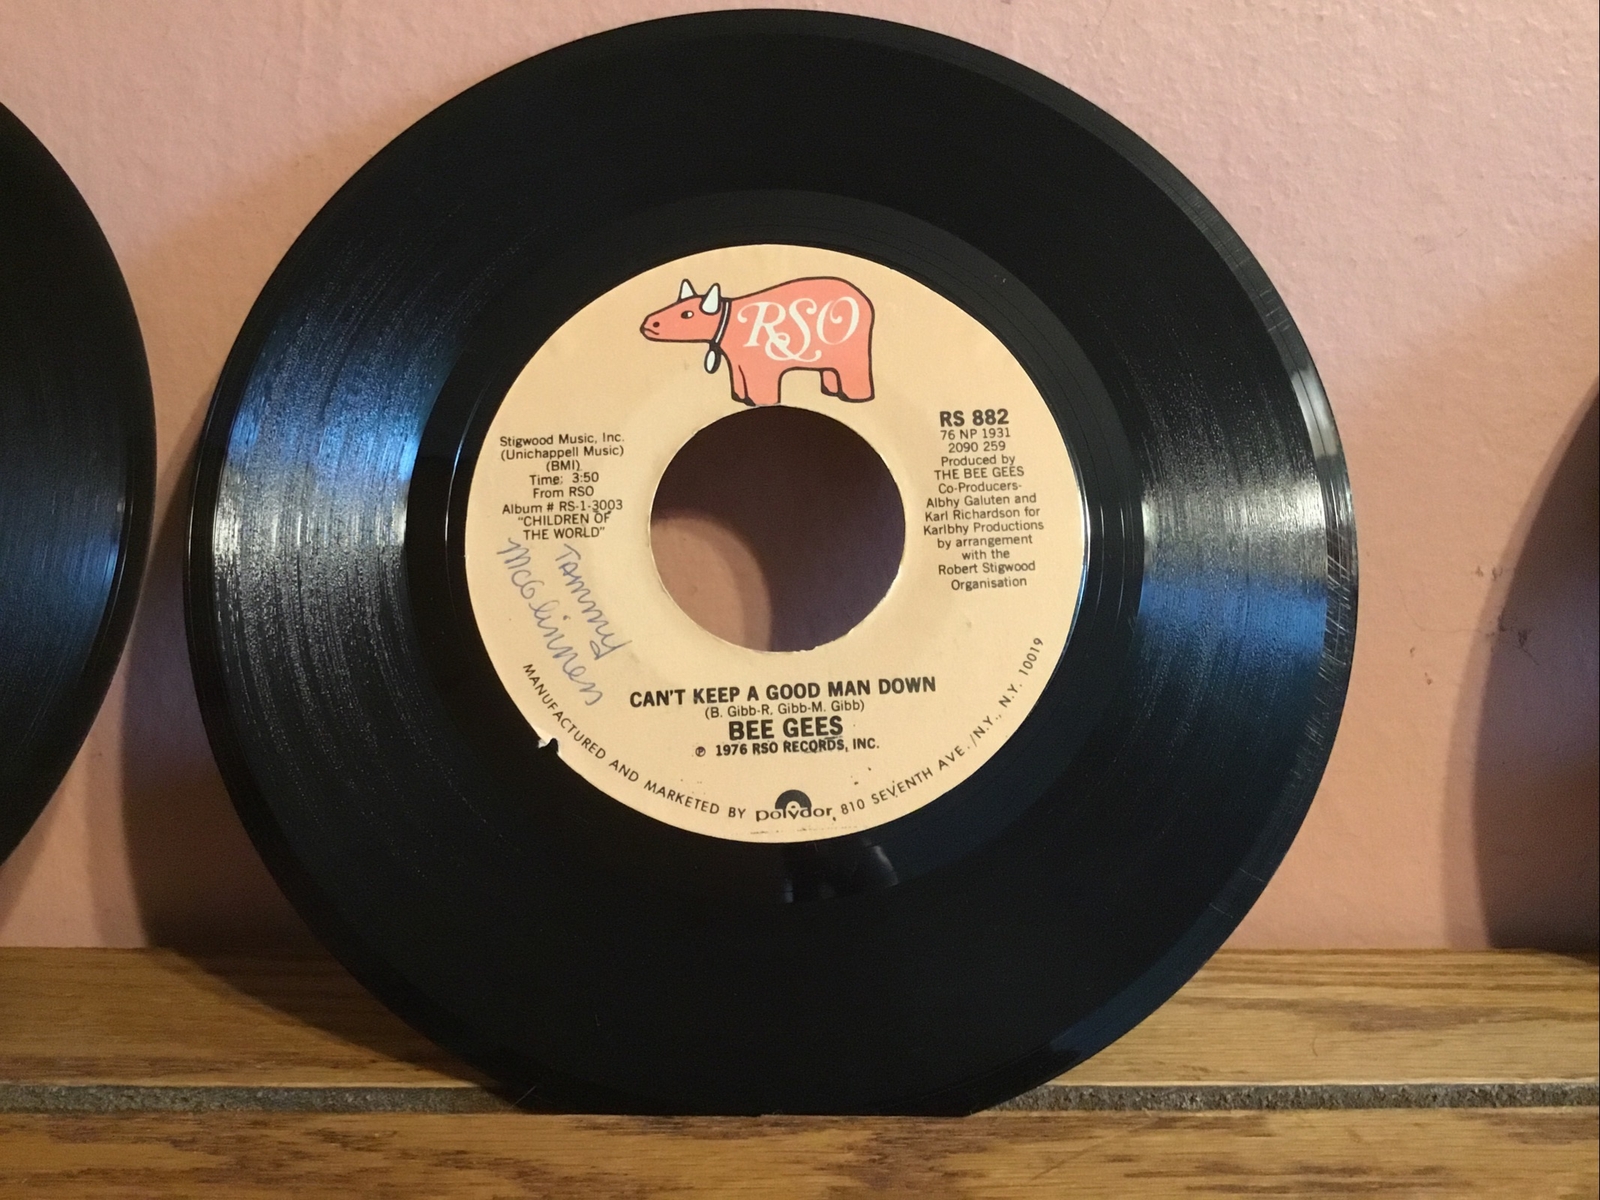 RSO
Stigwood Music, Inc.
(Unichappell Music)
(BMI)
Time: 3:50
From RSO
Album # RS-1-3003
"CHILDREN OF
THE WORLD"
RS 882
76 NP 1931
2090 259
Produced by
THE BEE GEES
Co-Producers-
Albhy Galuten and
Karl Richardson for
Karlbhy Productions
by arrangement
with the
Robert Stigwood
Organisation
TAMMY
McGlinnen
CAN'T KEEP A GOOD MAN DOWN
(B. Gibb-R. Gibb-M. Gibb)
BEE GEES
℗ 1976 RSO RECORDS, INC.
MANUFACTURED AND MARKETED BY polydor, 810 SEVENTH AVE./N.Y., N.Y. 10019